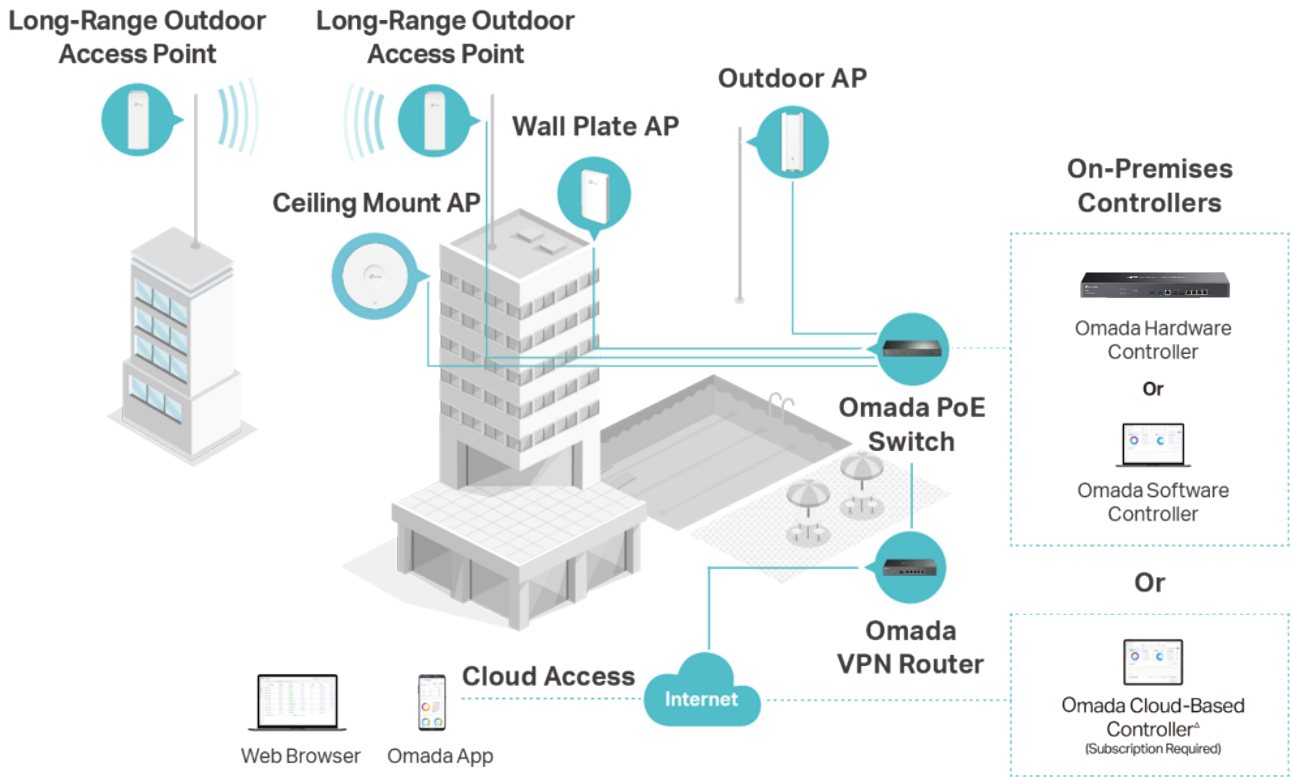 Long-Range Outdoor
Access Point
Long-Range Outdoor
Access Point
Outdoor AP
Wall Plate AP
Ceiling Mount AP
On-Premises
Controllers
Omada Hardware
Controller
Or
Omada Software
Controller
Omada PoE
Switch
Or
Omada
VPN Router
Cloud Access
Internet
Omada Cloud-Based
Controller△
(Subscription Required)
Web Browser
Omada App